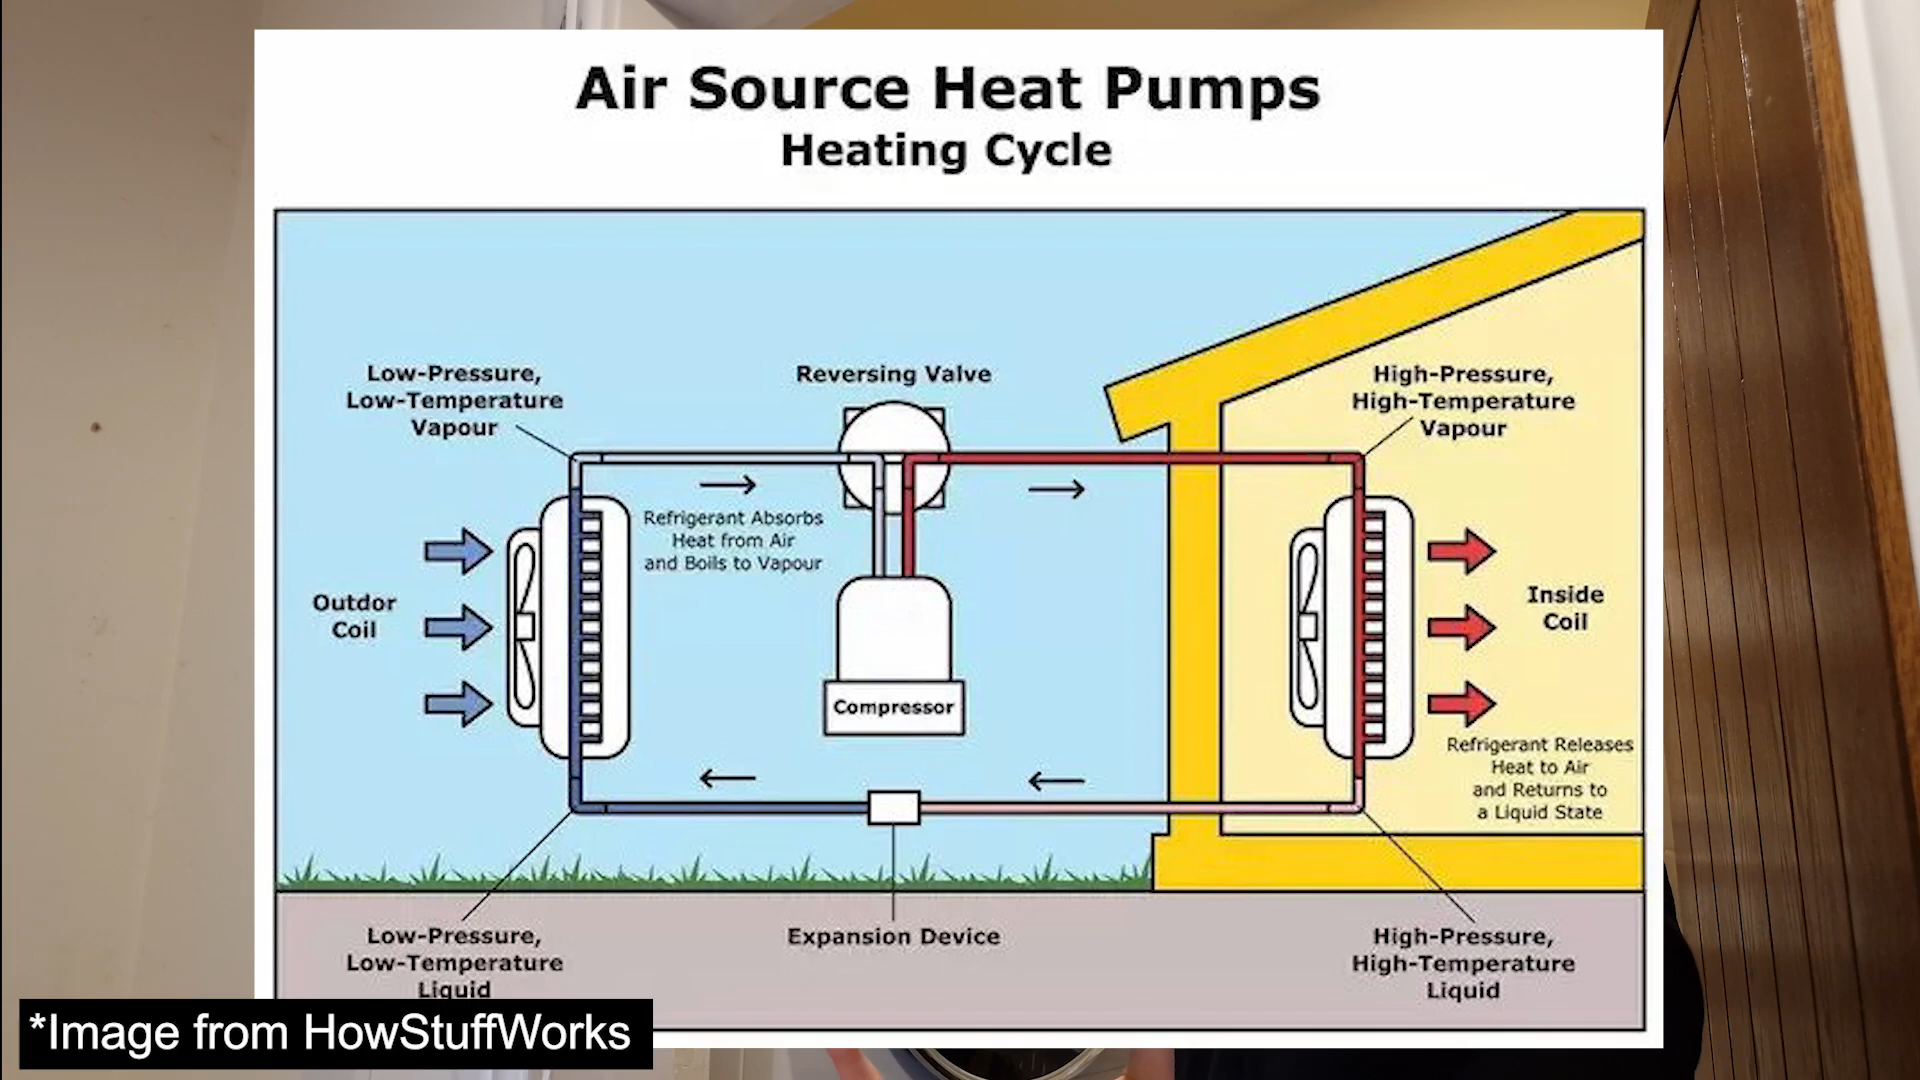 Air Source Heat Pumps
Heating Cycle
Low-Pressure,
Low-Temperature
Vapour
Reversing Valve
High-Pressure,
High-Temperature
Vapour
Refrigerant Absorbs
Heat from Air
and Boils to Vapour
Outdor
Coil
Inside
Coil
Compressor
Refrigerant Releases
Heat to Air
and Returns to
a Liquid State
Low-Pressure,
Low-Temperature
Liquid
Expansion Device
High-Pressure,
High-Temperature
Liquid
*Image from HowStuffWorks